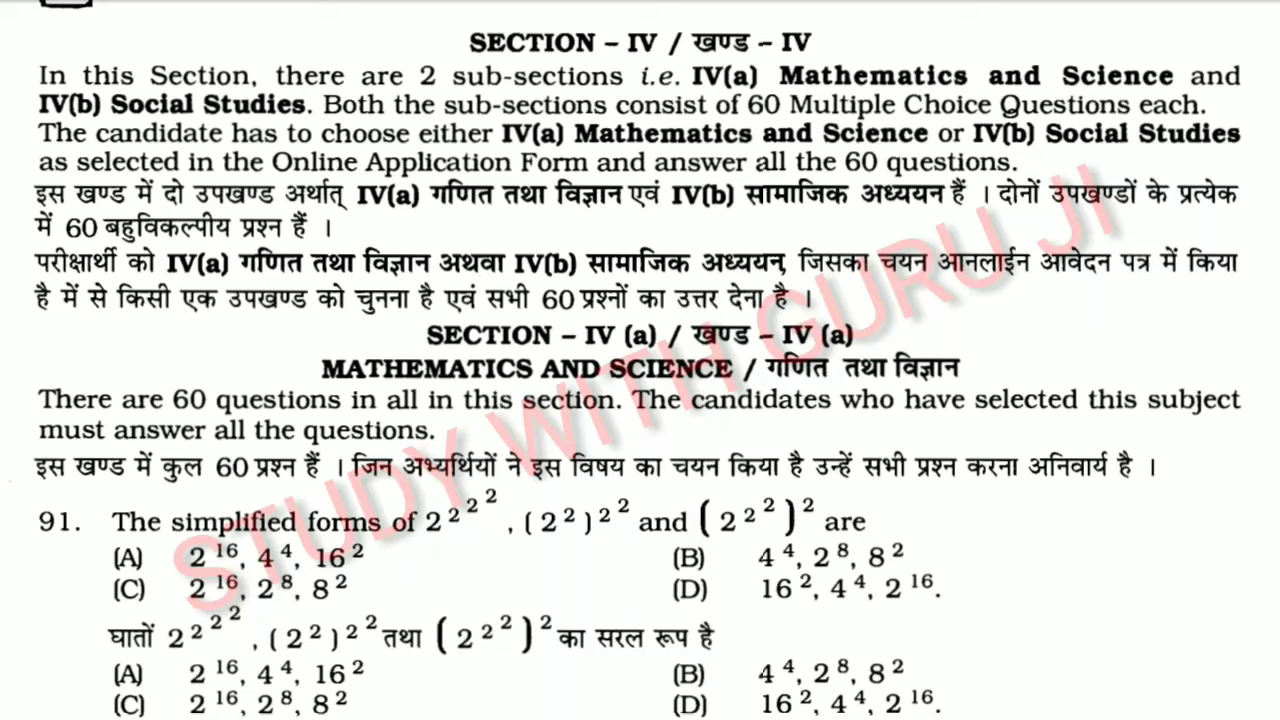 SECTION – IV / खण्ड – IV
In this Section, there are 2 sub-sections i.e. IV(a) Mathematics and Science and
IV(b) Social Studies. Both the sub-sections consist of 60 Multiple Choice Questions each.
The candidate has to choose either IV(a) Mathematics and Science or IV(b) Social Studies
as selected in the Online Application Form and answer all the 60 questions.
इस खण्ड में दो उपखण्ड अर्थात् IV(a) गणित तथा विज्ञान एवं IV(b) सामाजिक अध्ययन हैं । दोनों उपखण्डों के प्रत्येक
में 60 बहुविकल्पीय प्रश्न हैं ।
परीक्षार्थी को IV(a) गणित तथा विज्ञान अथवा IV(b) सामाजिक अध्ययन, जिसका चयन आनलाईन आवेदन पत्र में किया
है में से किसी एक उपखण्ड को चुनना है एवं सभी 60 प्रश्नों का उत्तर देना है ।
SECTION – IV (a) / खण्ड – IV (a)
MATHEMATICS AND SCIENCE / गणित तथा विज्ञान
There are 60 questions in all in this section. The candidates who have selected this subject
must answer all the questions.
इस खण्ड में कुल 60 प्रश्न हैं । जिन अभ्यर्थियों ने इस विषय का चयन किया है उन्हें सभी प्रश्न करना अनिवार्य है ।
91. The simplified forms of 2^2^2^2, (2^2)^2^2 and (2^2^2)^2 are
(A) 2^16, 4^4, 16^2 (B) 4^4, 2^8, 8^2
(C) 2^16, 2^8, 8^2 (D) 16^2, 4^4, 2^16.
घातों 2^2^2^2, (2^2)^2^2 तथा (2^2^2)^2 का सरल रूप है
(A) 2^16, 4^4, 16^2 (B) 4^4, 2^8, 8^2
(C) 2^16, 2^8, 8^2 (D) 16^2, 4^4, 2^16.
STUDY WITH GURU JI